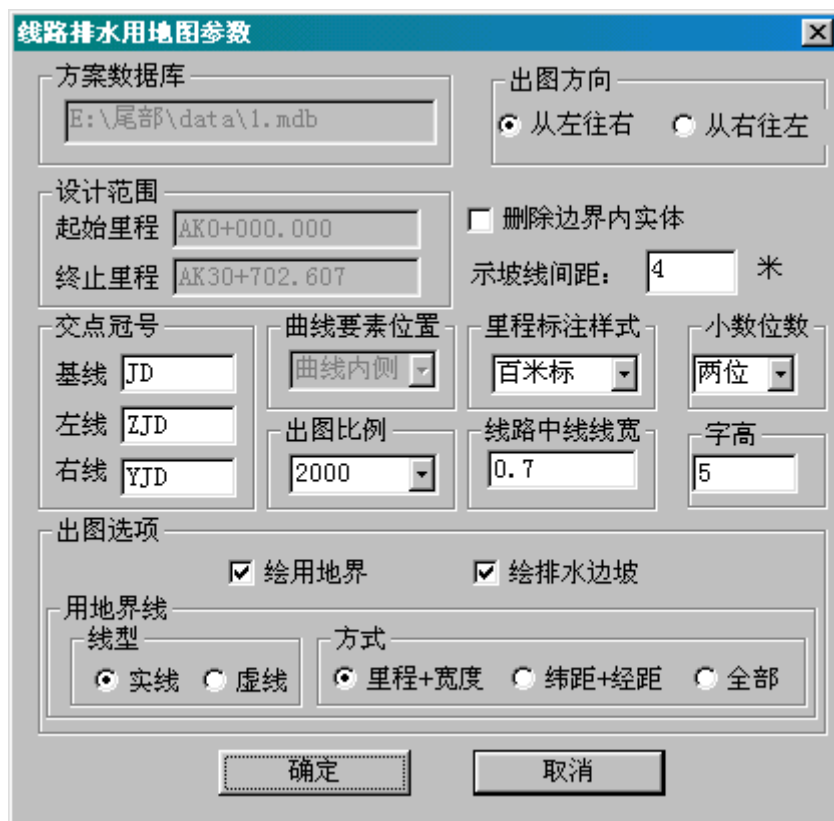 线路排水用地图参数
方案数据库
E:\尾部\data\1.mdb
出图方向
从左往右 从右往左
设计范围
起始里程 AK0+000.000
终止里程 AK30+702.607
删除边界内实体
示坡线间距: 4 米
交点冠号
基线 JD
左线 ZJD
右线 YJD
曲线要素位置
曲线内侧
里程标注样式
百米标
小数位数
两位
出图比例
2000
线路中线线宽
0.7
字高
5
出图选项
绘用地界 绘排水边坡
用地界线
线型
实线 虚线
方式
里程+宽度 纬距+经距 全部
确定 取消